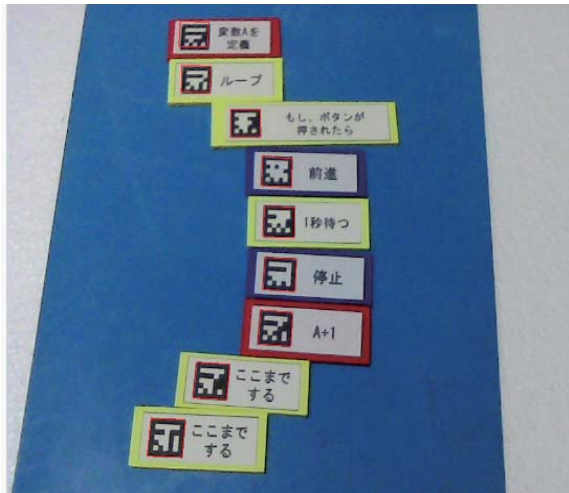 変数Aを
定義
ループ
もし、ボタンが
押されたら
前進
1秒待つ
停止
A+1
ここまで
する
ここまで
する